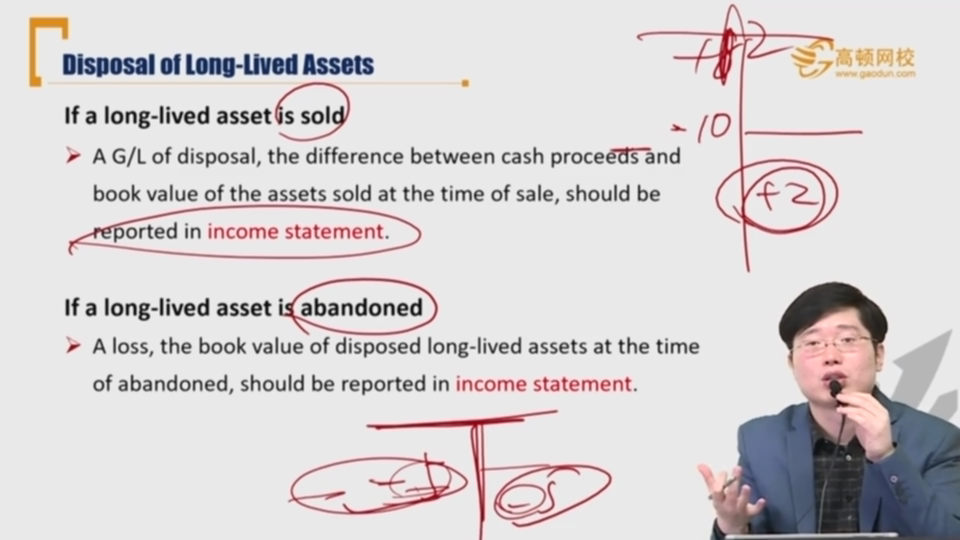 Disposal of Long-Lived Assets
高顿网校
www.gaodun.com
If a long-lived asset is sold
A G/L of disposal, the difference between cash proceeds and
book value of the assets sold at the time of sale, should be
reported in income statement.
-10
+2
If a long-lived asset is abandoned
A loss, the book value of disposed long-lived assets at the time
of abandoned, should be reported in income statement.
-5